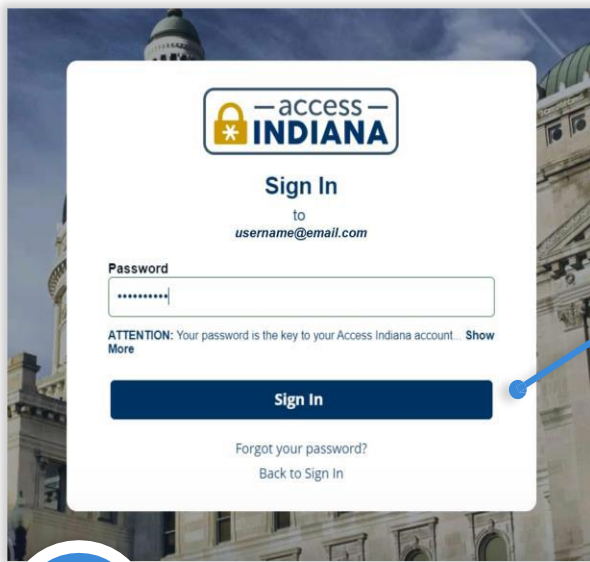 access
INDIANA
Sign In
to
username@email.com
Password
ATTENTION: Your password is the key to your Access Indiana account... Show
More
Sign In
Forgot your password?
Back to Sign In